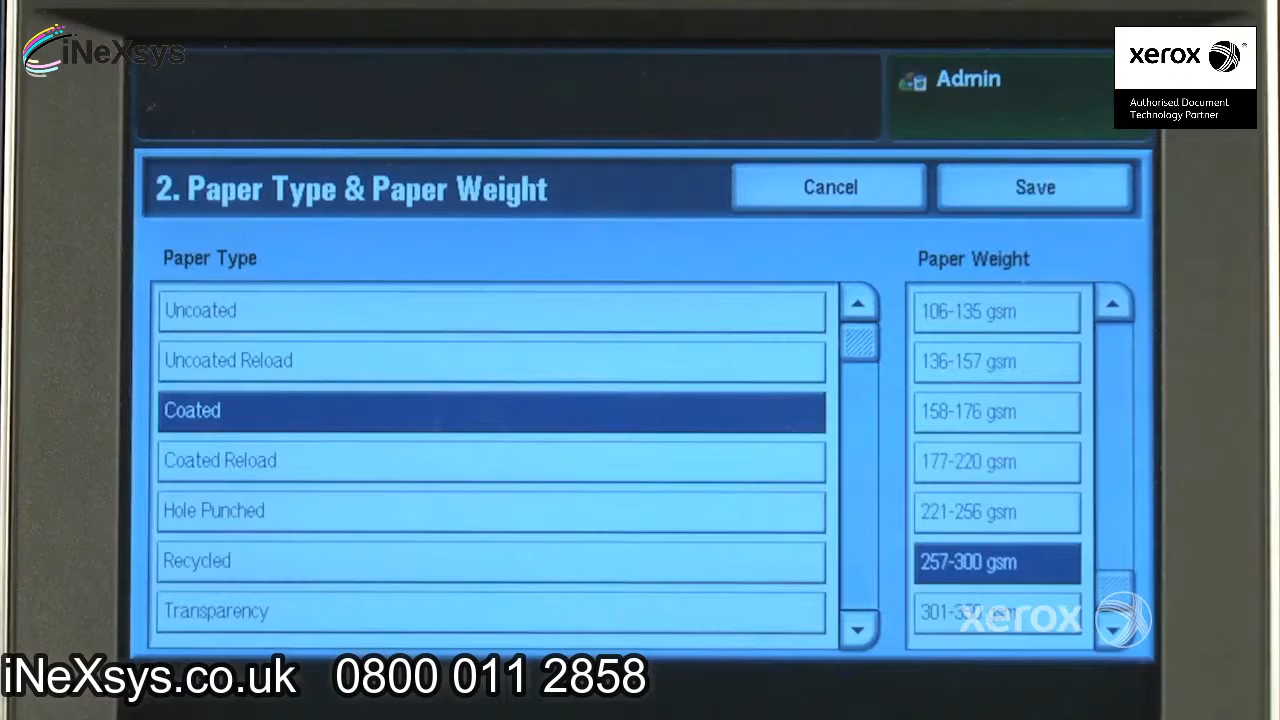 iNeXsys
xerox
Authorised Document
Technology Partner
Admin
2. Paper Type & Paper Weight
Cancel
Save
Paper Type
Paper Weight
Uncoated
106-135 gsm
Uncoated Reload
136-157 gsm
Coated
158-176 gsm
Coated Reload
177-220 gsm
Hole Punched
221-256 gsm
Recycled
257-300 gsm
Transparency
xerox
iNeXsys.co.uk 0800 011 2858